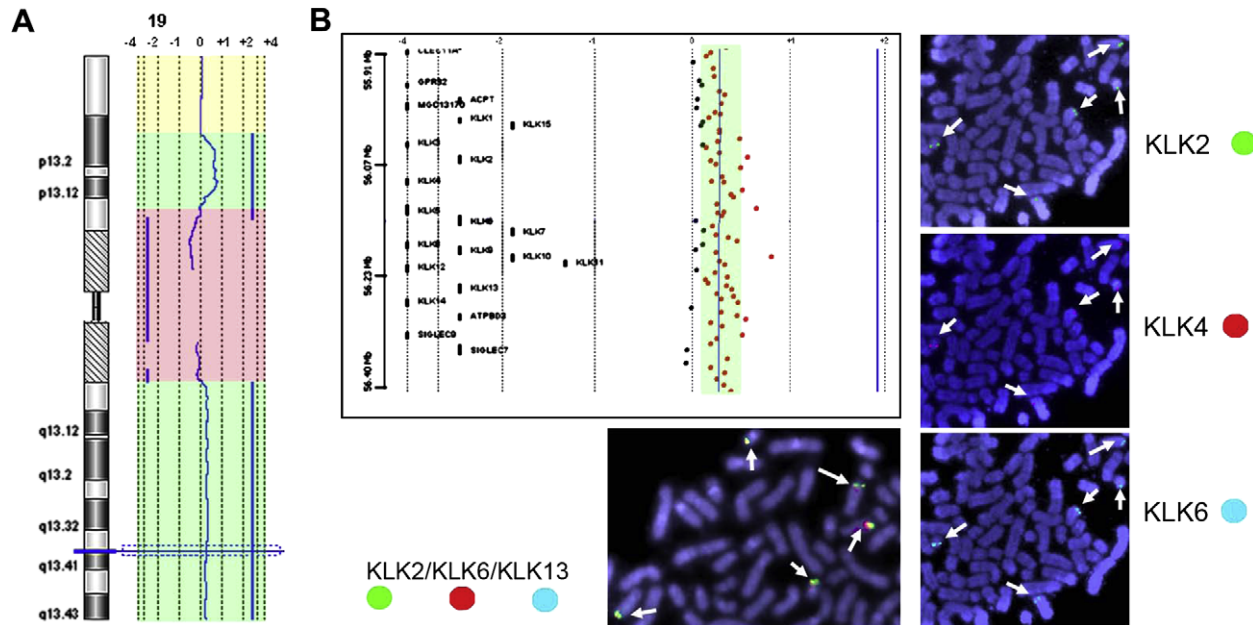 A
19
-4 -2 -1 0 +1 +2 +4
p13.2
p13.12
q13.12
q13.2
q13.32
q13.41
q13.43
B
-4 -2 -1 0 +1 +2
55.91 Mb
56.07 Mb
56.23 Mb
56.40 Mb
GPR32
ACPT
MGC13170
KLK1
KLK15
KLK3
KLK2
KLK4
KLK5
KLK6
KLK7
KLK8
KLK9
KLK10
KLK11
KLK12
KLK13
KLK14
ATPBD3
SIGLEC9
SIGLEC7
KLK2/KLK6/KLK13
KLK2
KLK4
KLK6